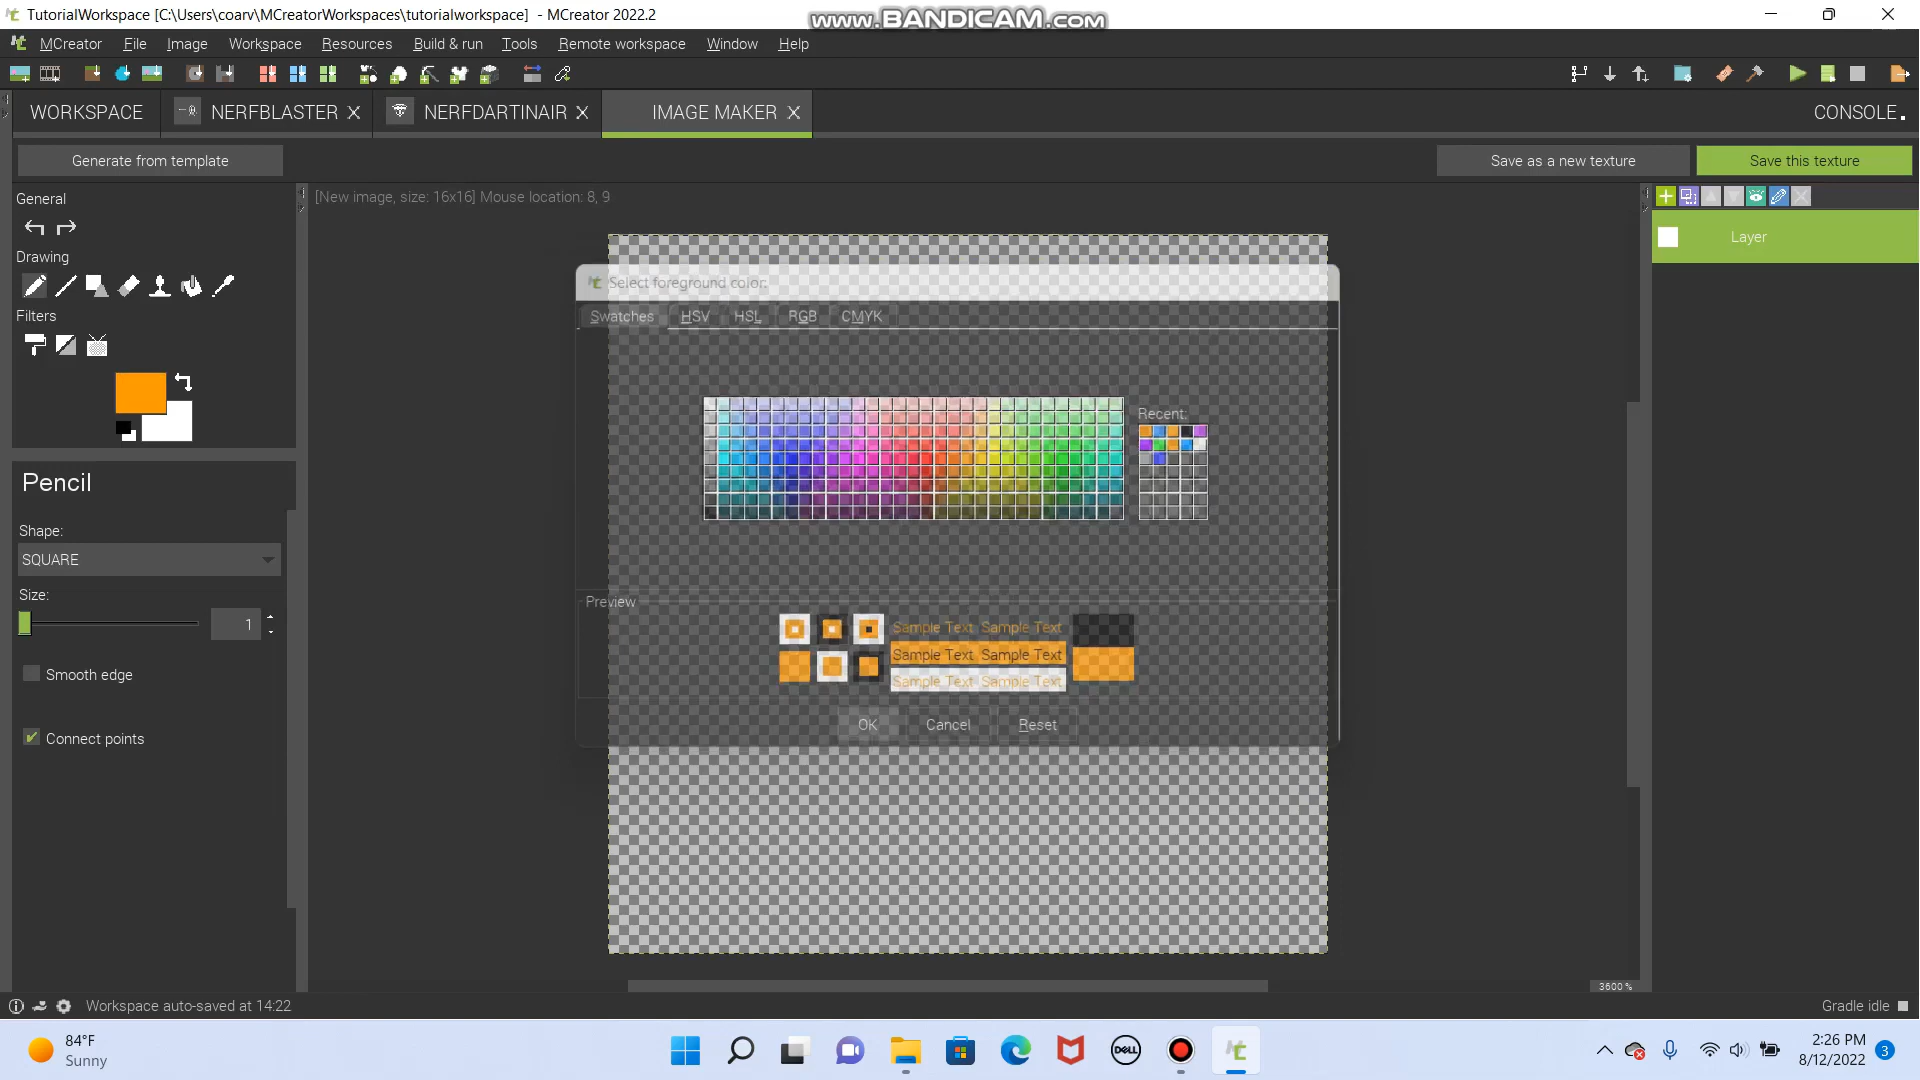 TutorialWorkspace [C:\Users\coarv\MCreatorWorkspaces\tutorialworkspace] - MCreator 2022.2
www.BANDICAM.com
MCreator File Image Workspace Resources Build & run Tools Remote workspace Window Help
WORKSPACE NERFBLASTER NERFDARTINAIR IMAGE MAKER CONSOLE
Generate from template Save as a new texture Save this texture
General
[New image, size: 16x16] Mouse location: 8, 9
Layer
Drawing
Select foreground color:
Filters
Swatches HSV HSL RGB CMYK
Recent:
Pencil
Shape:
SQUARE
Size:
1
Preview
Sample Text Sample Text
Sample Text Sample Text
Sample Text Sample Text
Smooth edge
OK Cancel Reset
Connect points
3600 %
Workspace auto-saved at 14:22
Gradle idle
84°F
Sunny
DELL
2:26 PM
8/12/2022
3